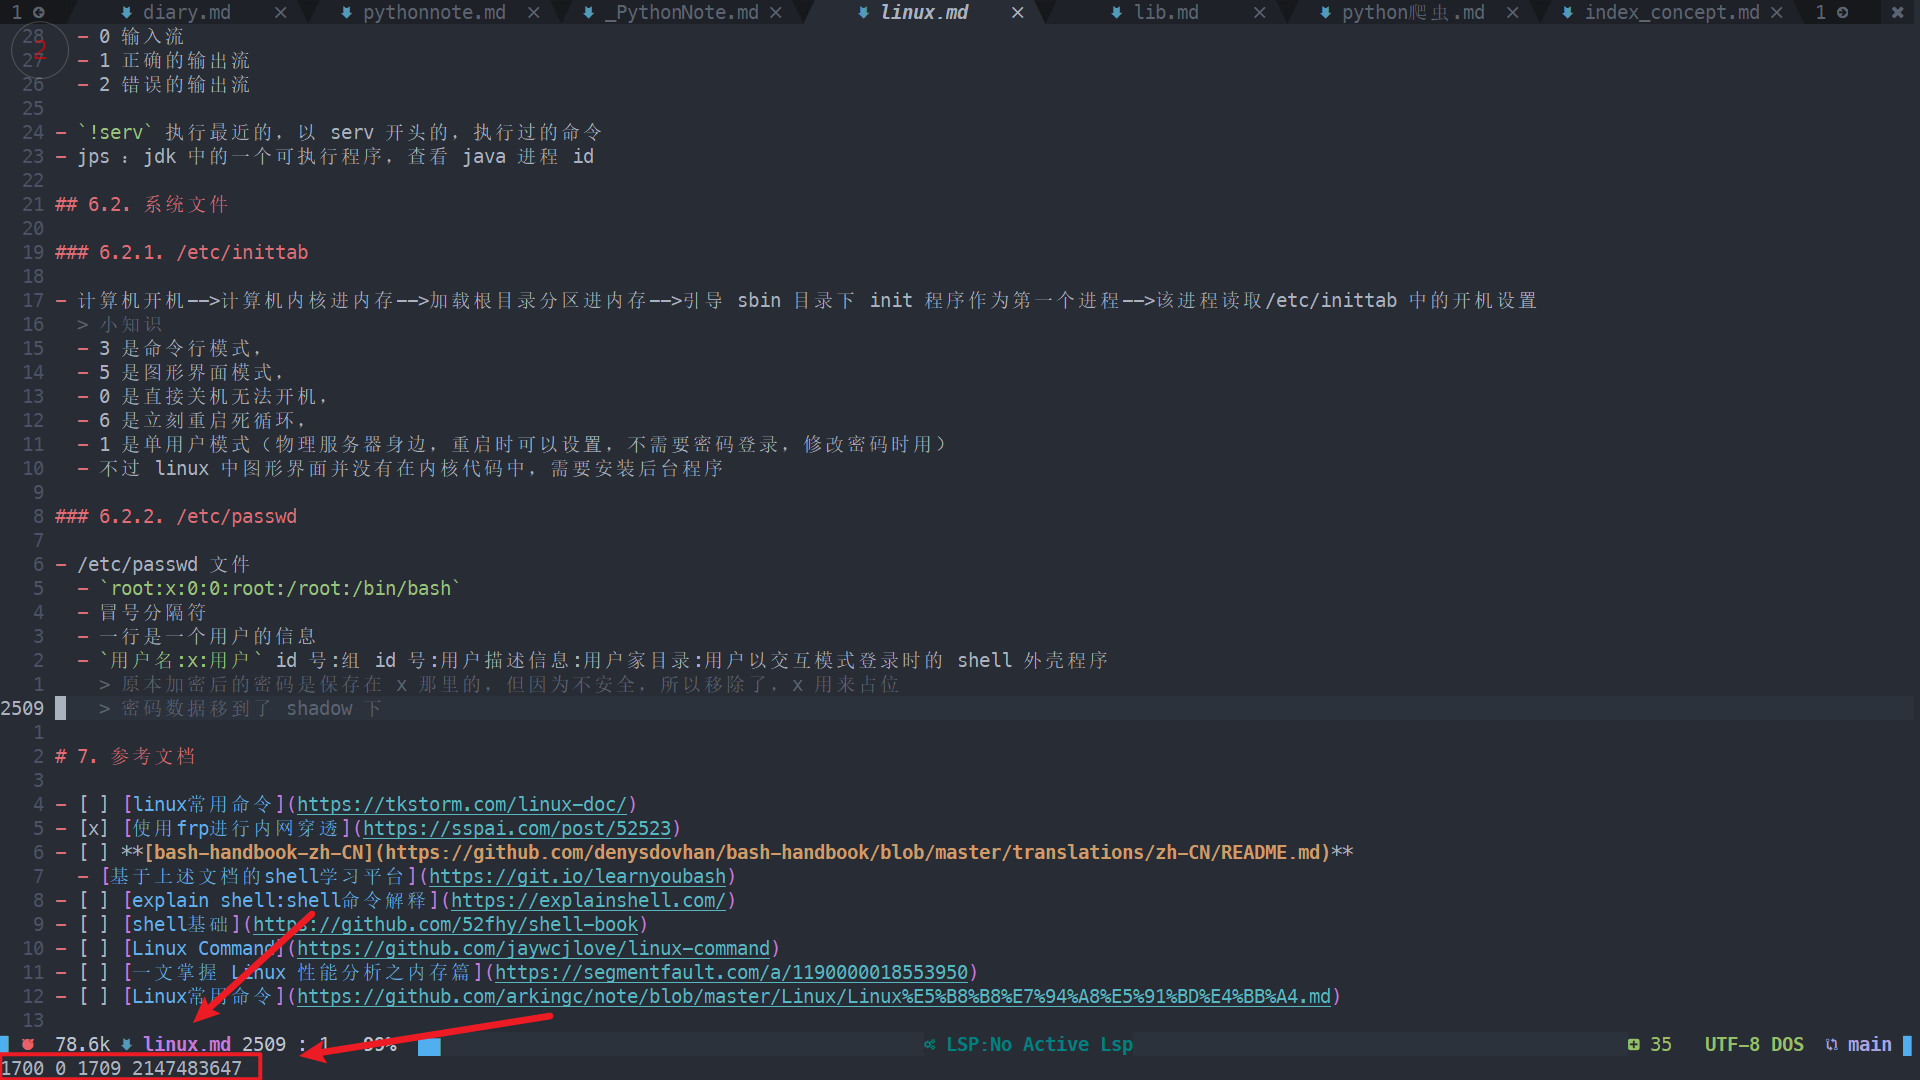 1 diary.md × pythonnote.md × _PythonNote.md × linux.md × lib.md × python爬虫.md × index_concept.md × 1 ✖
28 - 0 输入流
27 - 1 正确的输出流
26 - 2 错误的输出流
25
24 - `!serv` 执行最近的，以 serv 开头的，执行过的命令
23 - jps ：jdk 中的一个可执行程序，查看 java 进程 id
22
21 ## 6.2. 系统文件
20
19 ### 6.2.1. /etc/inittab
18
17 - 计算机开机-->计算机内核进内存-->加载根目录分区进内存-->引导 sbin 目录下 init 程序作为第一个进程-->该进程读取/etc/inittab 中的开机设置
16 > 小知识
15 - 3 是命令行模式，
14 - 5 是图形界面模式，
13 - 0 是直接关机无法开机，
12 - 6 是立刻重启死循环，
11 - 1 是单用户模式（物理服务器身边，重启时可以设置，不需要密码登录，修改密码时用）
10 - 不过 linux 中图形界面并没有在内核代码中，需要安装后台程序
9
8 ### 6.2.2. /etc/passwd
7
6 - /etc/passwd 文件
5 - `root:x:0:0:root:/root:/bin/bash`
4 - 冒号分隔符
3 - 一行是一个用户的信息
2 - `用户名:x:用户` id 号:组 id 号:用户描述信息:用户家目录:用户以交互模式登录时的 shell 外壳程序
1 > 原本加密后的密码是保存在 x 那里的，但因为不安全，所以移除了，x 用来占位
2509 > 密码数据移到了 shadow 下
1
2 # 7. 参考文档
3
4 - [ ] [linux常用命令](https://tkstorm.com/linux-doc/)
5 - [x] [使用frp进行内网穿透](https://sspai.com/post/52523)
6 - [ ] **[bash-handbook-zh-CN](https://github.com/denysdovhan/bash-handbook/blob/master/translations/zh-CN/README.md)**
7 - [基于上述文档的shell学习平台](https://git.io/learnyoubash)
8 - [ ] [explain shell:shell命令解释](https://explainshell.com/)
9 - [ ] [shell基础](https://github.com/52fhy/shell-book)
10 - [ ] [Linux Command](https://github.com/jaywcjlove/linux-command)
11 - [ ] [一文掌握 Linux 性能分析之内存篇](https://segmentfault.com/a/1190000018553950)
12 - [ ] [Linux常用命令](https://github.com/arkingc/note/blob/master/Linux/Linux%E5%B8%B8%E7%94%A8%E5%91%BD%E4%BB%A4.md)
13
78.6k linux.md 2509 : 1 99% LSP:No Active Lsp 35 UTF-8 DOS main
1700 0 1709 2147483647